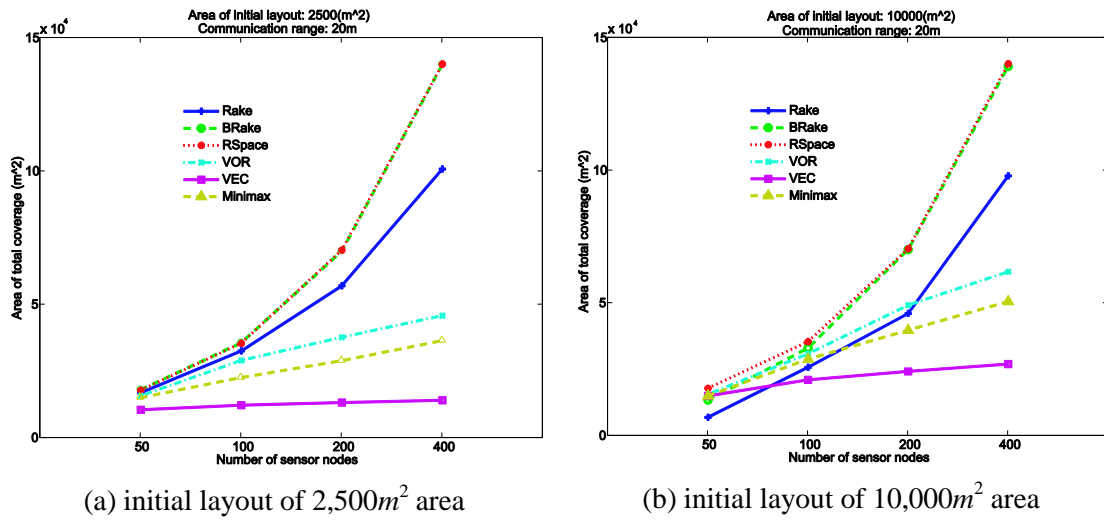 Area of initial layout: 2500(m^2)
Communication range: 20m
15 x 10^4
10
5
0
Area of total coverage (m^2)
Rake
BRake
RSpace
VOR
VEC
Minimax
50 100 200 400
Number of sensor nodes
(a) initial layout of 2,500m² area
Area of initial layout: 10000(m^2)
Communication range: 20m
15 x 10^4
10
5
0
Area of total coverage (m^2)
Rake
BRake
RSpace
VOR
VEC
Minimax
50 100 200 400
Number of sensor nodes
(b) initial layout of 10,000m² area